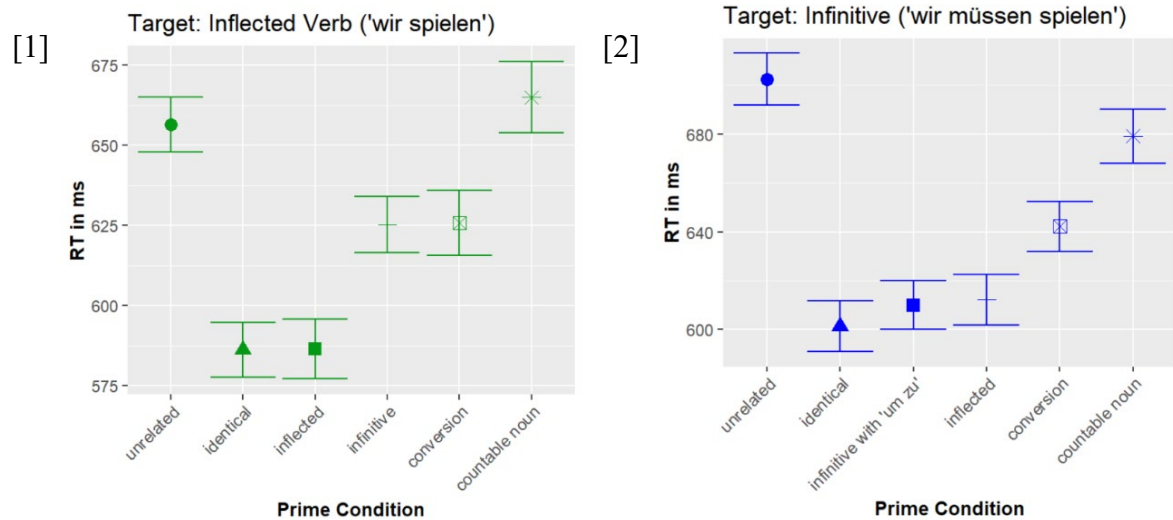 [1]
Target: Inflected Verb ('wir spielen')
RT in ms
675
650
625
600
575
unrelated
identical
inflected
infinitive
conversion
countable noun
Prime Condition
[2]
Target: Infinitive ('wir müssen spielen')
RT in ms
680
640
600
unrelated
identical
infinitive with 'um zu'
inflected
conversion
countable noun
Prime Condition